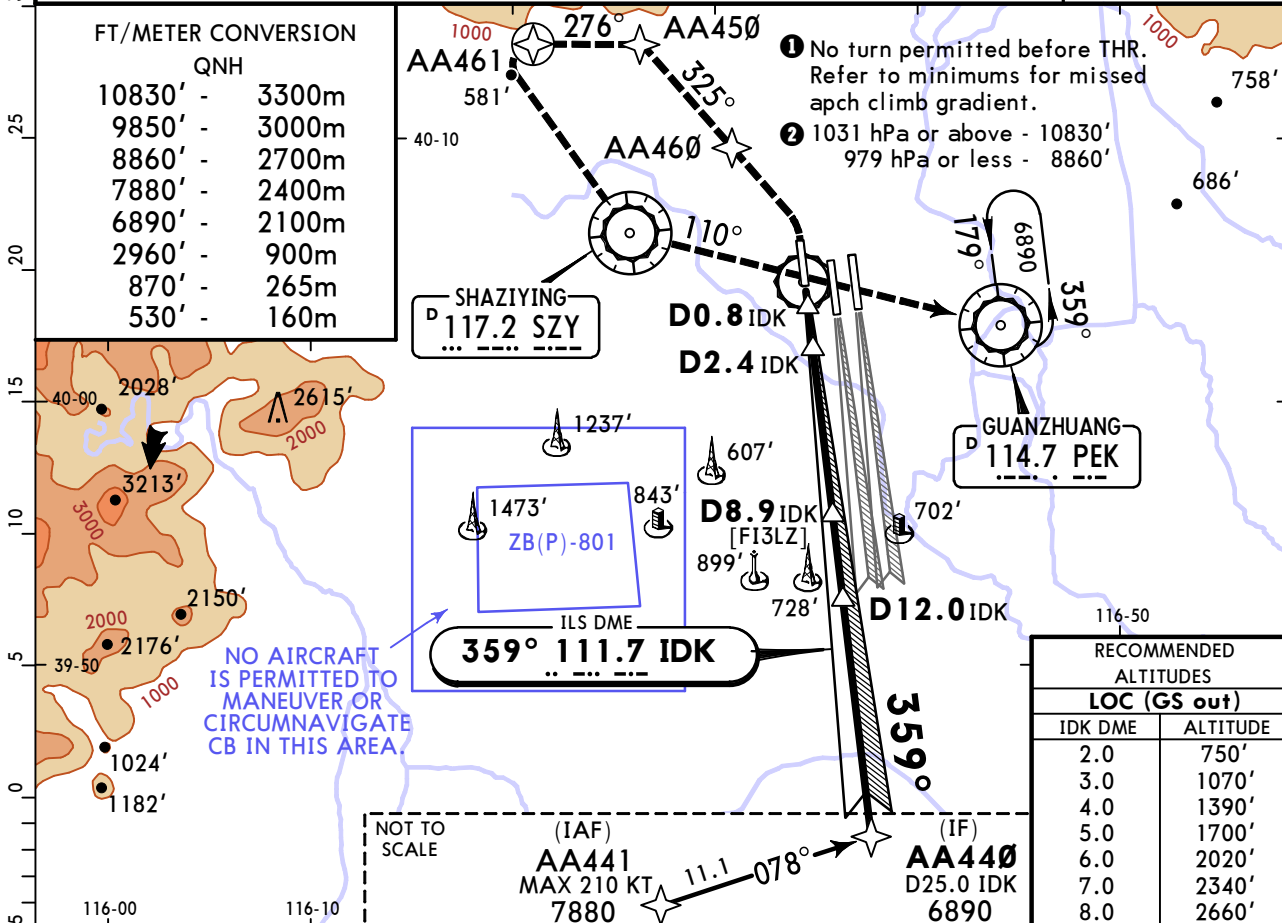 FT/METER CONVERSION
QNH
10830' - 3300m
9850' - 3000m
8860' - 2700m
7880' - 2400m
6890' - 2100m
2960' - 900m
870' - 265m
530' - 160m
1000
276°
AA45Ø
AA461
581'
325°
AA46Ø
40-10
❶ No turn permitted before THR.
Refer to minimums for missed
apch climb gradient.
❷ 1031 hPa or above - 10830'
979 hPa or less - 8860'
1000
758'
686'
25
20
15
10
5
0
5
110°
179°
6890
359°
SHAZIYING
D 117.2 SZY
D0.8 IDK
D2.4 IDK
GUANZHUANG
D 114.7 PEK
40-00
2028'
2615'
2000
3213'
3000
1237'
607'
1473'
843'
ZB(P)-801
D8.9 IDK
[FI3LZ]
899'
728'
702'
D12.0 IDK
2150'
2000
2176'
39-50
1000
1024'
1182'
NO AIRCRAFT
IS PERMITTED TO
MANEUVER OR
CIRCUMNAVIGATE
CB IN THIS AREA.
ILS DME
359° 111.7 IDK
359°
116-50
RECOMMENDED
ALTITUDES
LOC (GS out)
IDK DME ALTITUDE
2.0 750'
3.0 1070'
4.0 1390'
5.0 1700'
6.0 2020'
7.0 2340'
8.0 2660'
NOT TO
SCALE
(IAF)
AA441
MAX 210 KT
7880
11.1
078°
(IF)
AA44Ø
D25.0 IDK
6890
116-00
116-10